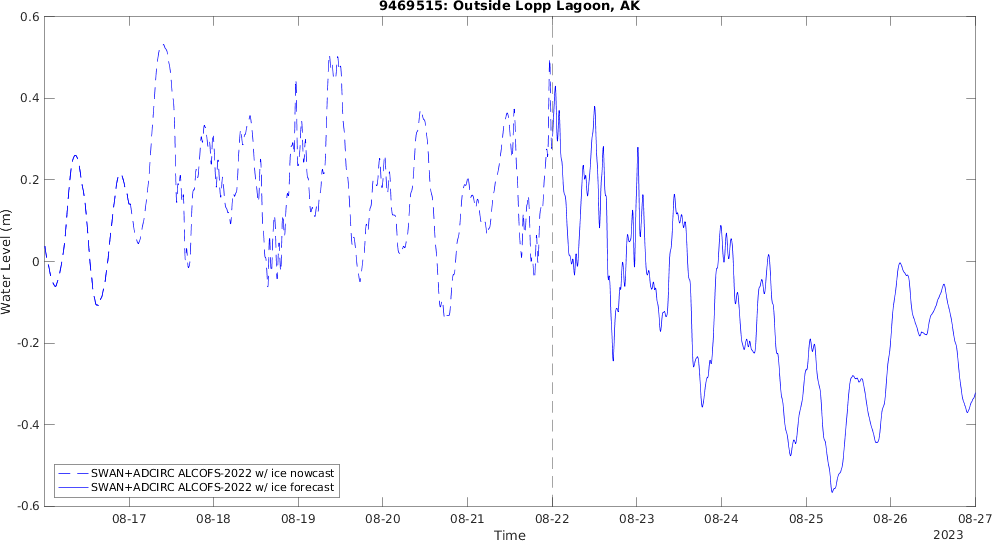 9469515: Outside Lopp Lagoon, AK
0.6
0.4
0.2
0
-0.2
-0.4
-0.6
Water Level (m)
SWAN+ADCIRC ALCOFS-2022 w/ ice nowcast
SWAN+ADCIRC ALCOFS-2022 w/ ice forecast
08-17 08-18 08-19 08-20 08-21 08-22 08-23 08-24 08-25 08-26 08-27
Time
2023